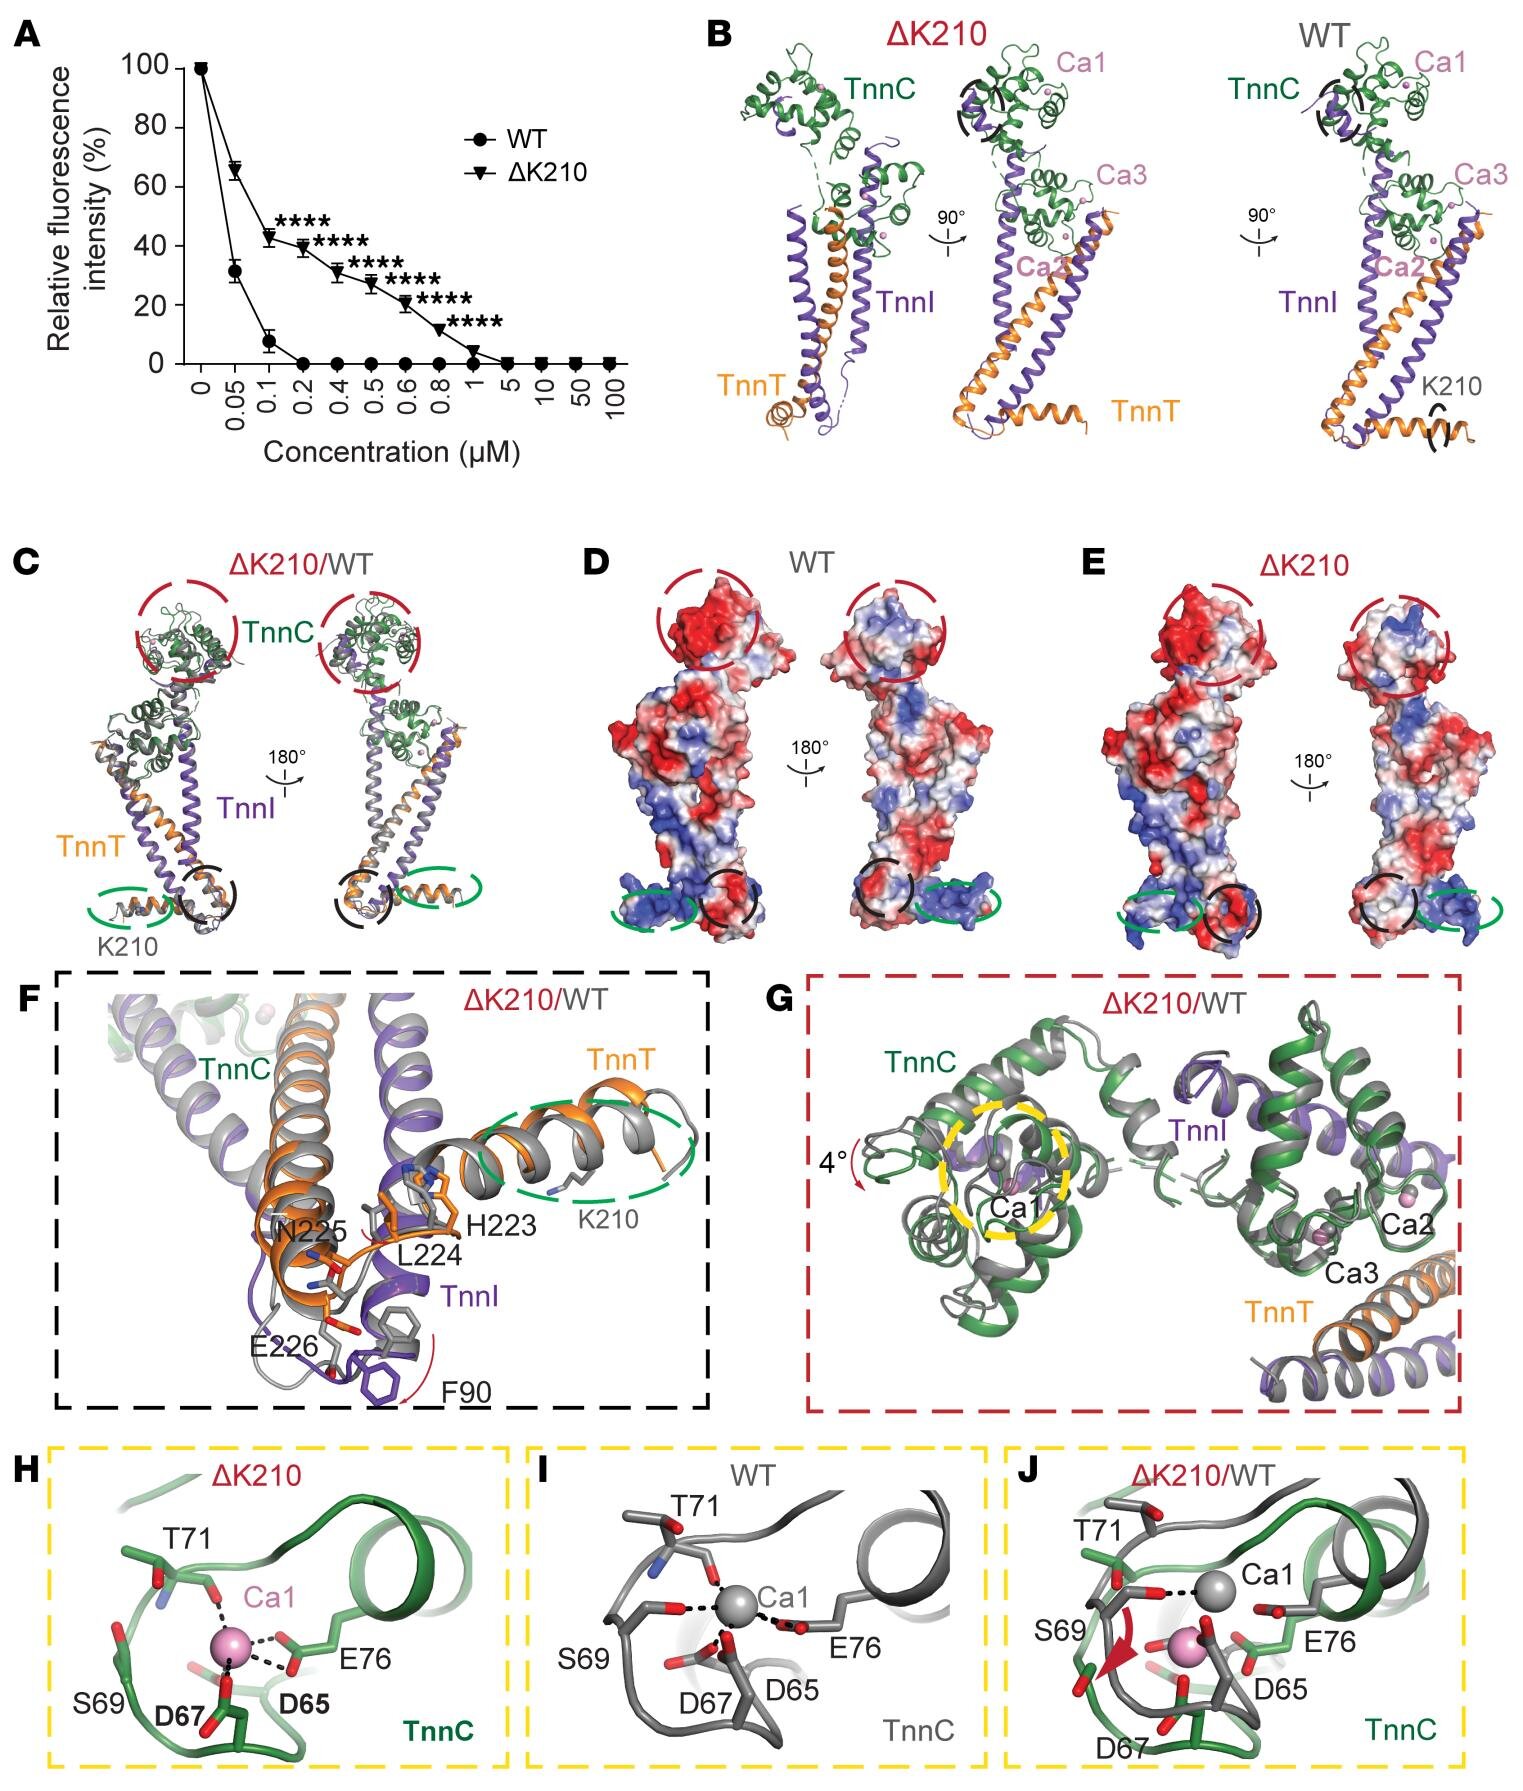 A
Relative fluorescence
intensity (%)
100
80
60
40
20
0
WT
ΔK210
****
****
****
****
****
****
0
0.05
0.1
0.2
0.4
0.5
0.6
0.8
1
5
10
50
100
Concentration (µM)
B
ΔK210
WT
TnnC
Ca1
TnnC
Ca1
Ca3
Ca3
90°
90°
Ca2
Ca2
TnnI
TnnI
TnnT
TnnT
K210
C
ΔK210/WT
TnnC
180°
TnnI
TnnT
K210
D
WT
180°
E
ΔK210
180°
F
ΔK210/WT
TnnC
TnnT
N225
H223
K210
L224
TnnI
E226
F90
G
ΔK210/WT
TnnC
TnnI
4°
Ca1
Ca2
Ca3
TnnT
H
ΔK210
T71
Ca1
E76
S69
D67
D65
TnnC
I
WT
T71
Ca1
E76
S69
D67
D65
TnnC
J
ΔK210/WT
T71
Ca1
S69
E76
D65
D67
TnnC